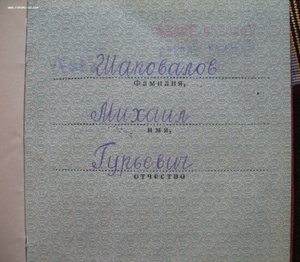 Шаповалов
Фамилия,
Михаил
имя,
Гурьевич
отчество